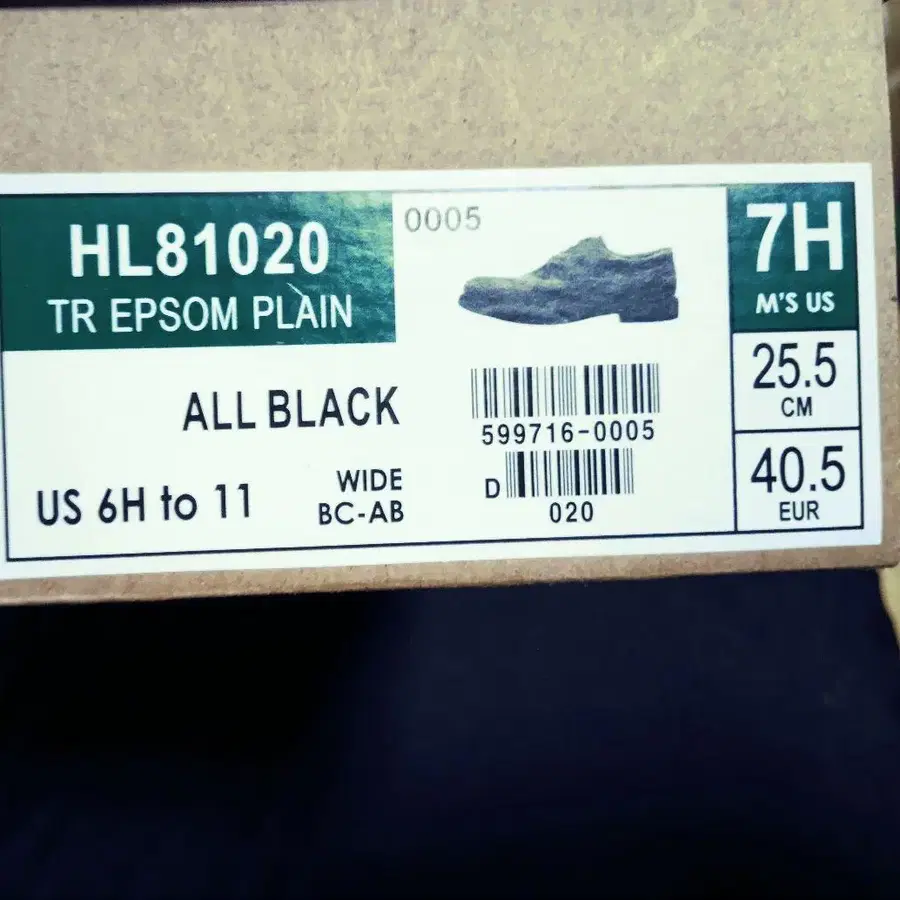 HL81020
TR EPSOM PLAIN
0005
7H
M'S US
25.5
CM
40.5
EUR
ALL BLACK
599716-0005
US 6H to 11
WIDE
BC-AB
D
020